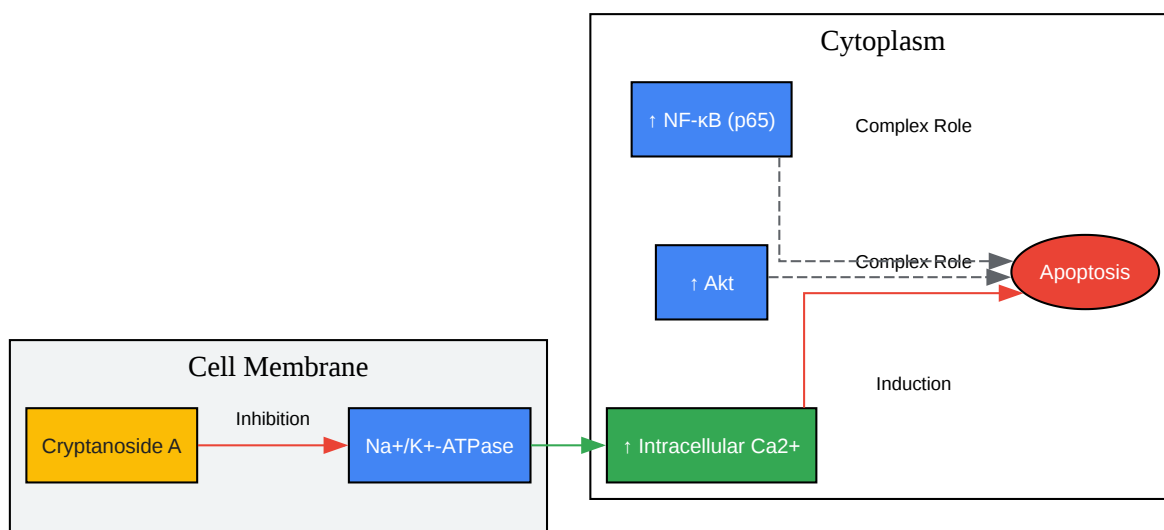 Cytoplasm
↑ NF-κB (p65)
Complex Role
↑ Akt
Complex Role
Apoptosis
Cell Membrane
Induction
Cryptanoside A
Inhibition
Na+/K+-ATPase
↑ Intracellular Ca2+